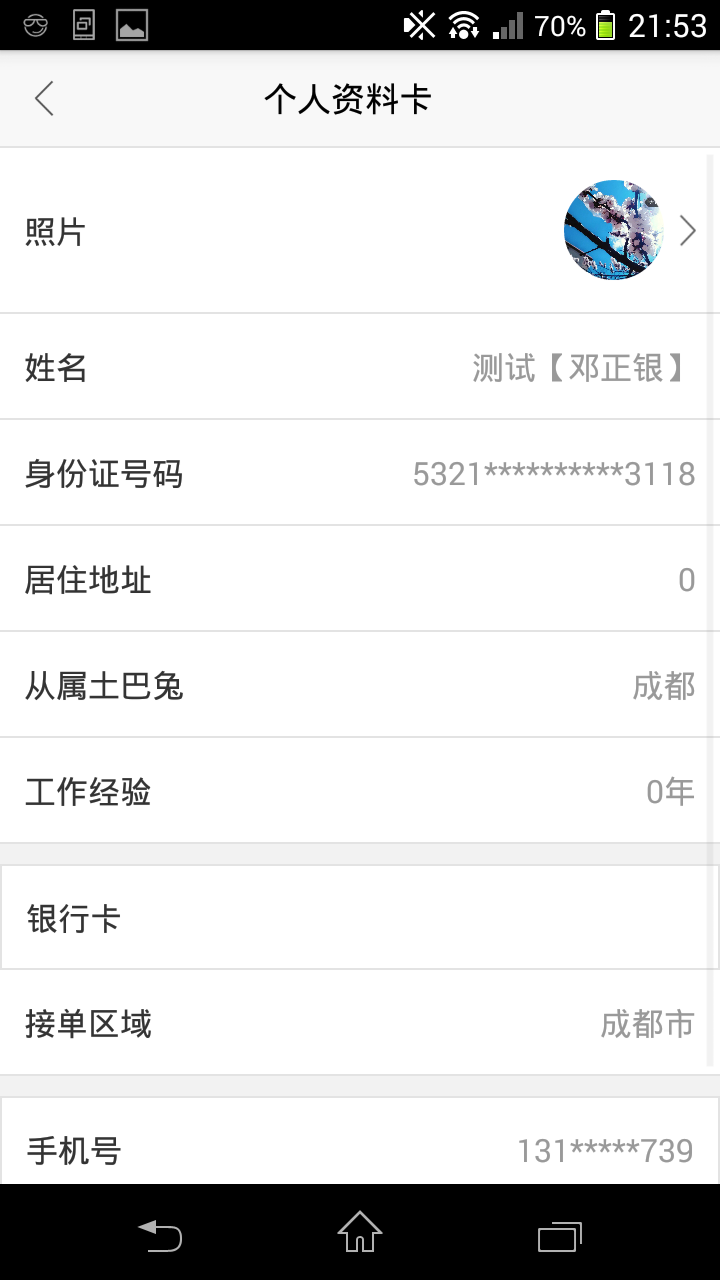 70% 21:53
个人资料卡
照片
姓名 测试【邓正银】
身份证号码 5321**********3118
居住地址 0
从属土巴兔 成都
工作经验 0年
银行卡
接单区域 成都市
手机号 131*****739